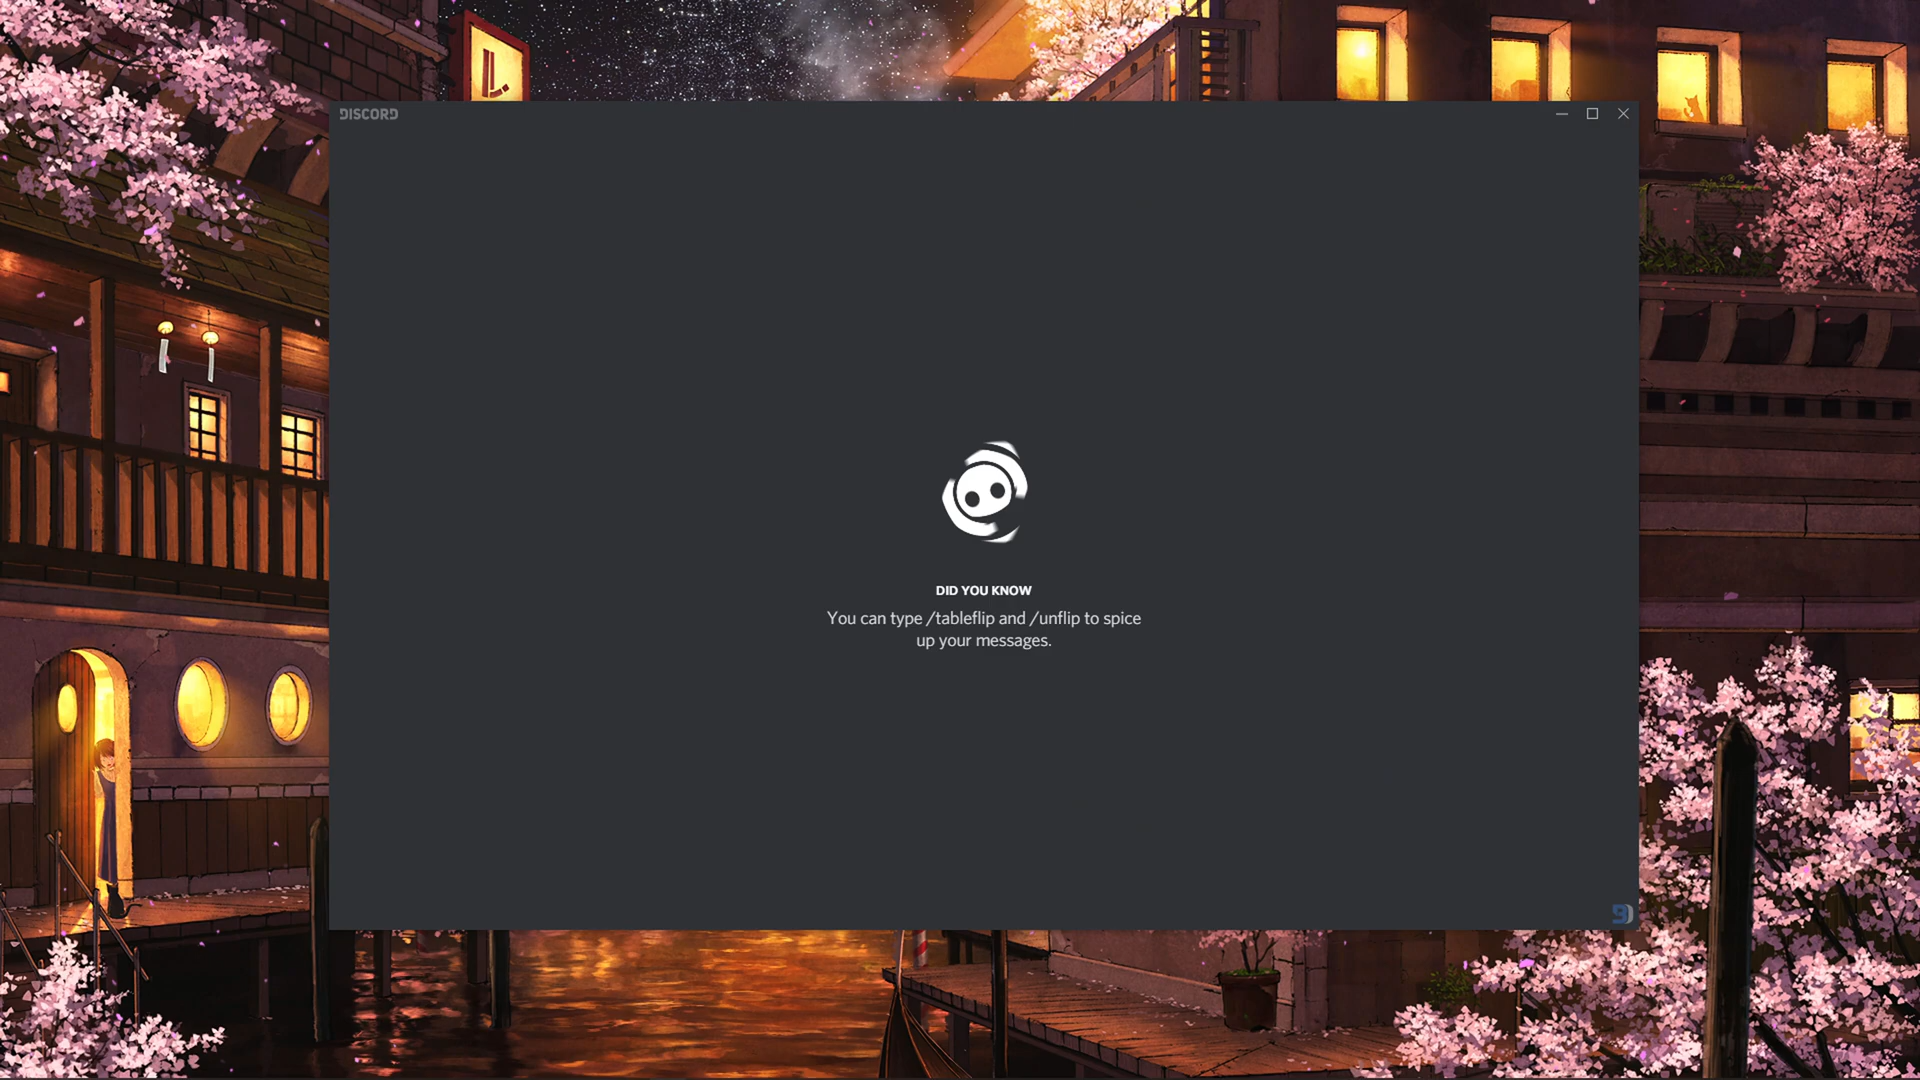 DISCORD
DID YOU KNOW
You can type /tableflip and /unflip to spice
up your messages.